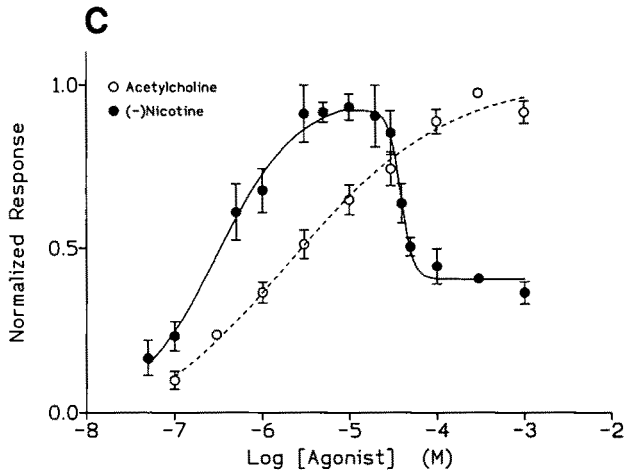 C
Acetylcholine
(-)Nicotine
1.0
0.5
0.0
Normalized Response
-8 -7 -6 -5 -4 -3 -2
Log [Agonist] (M)